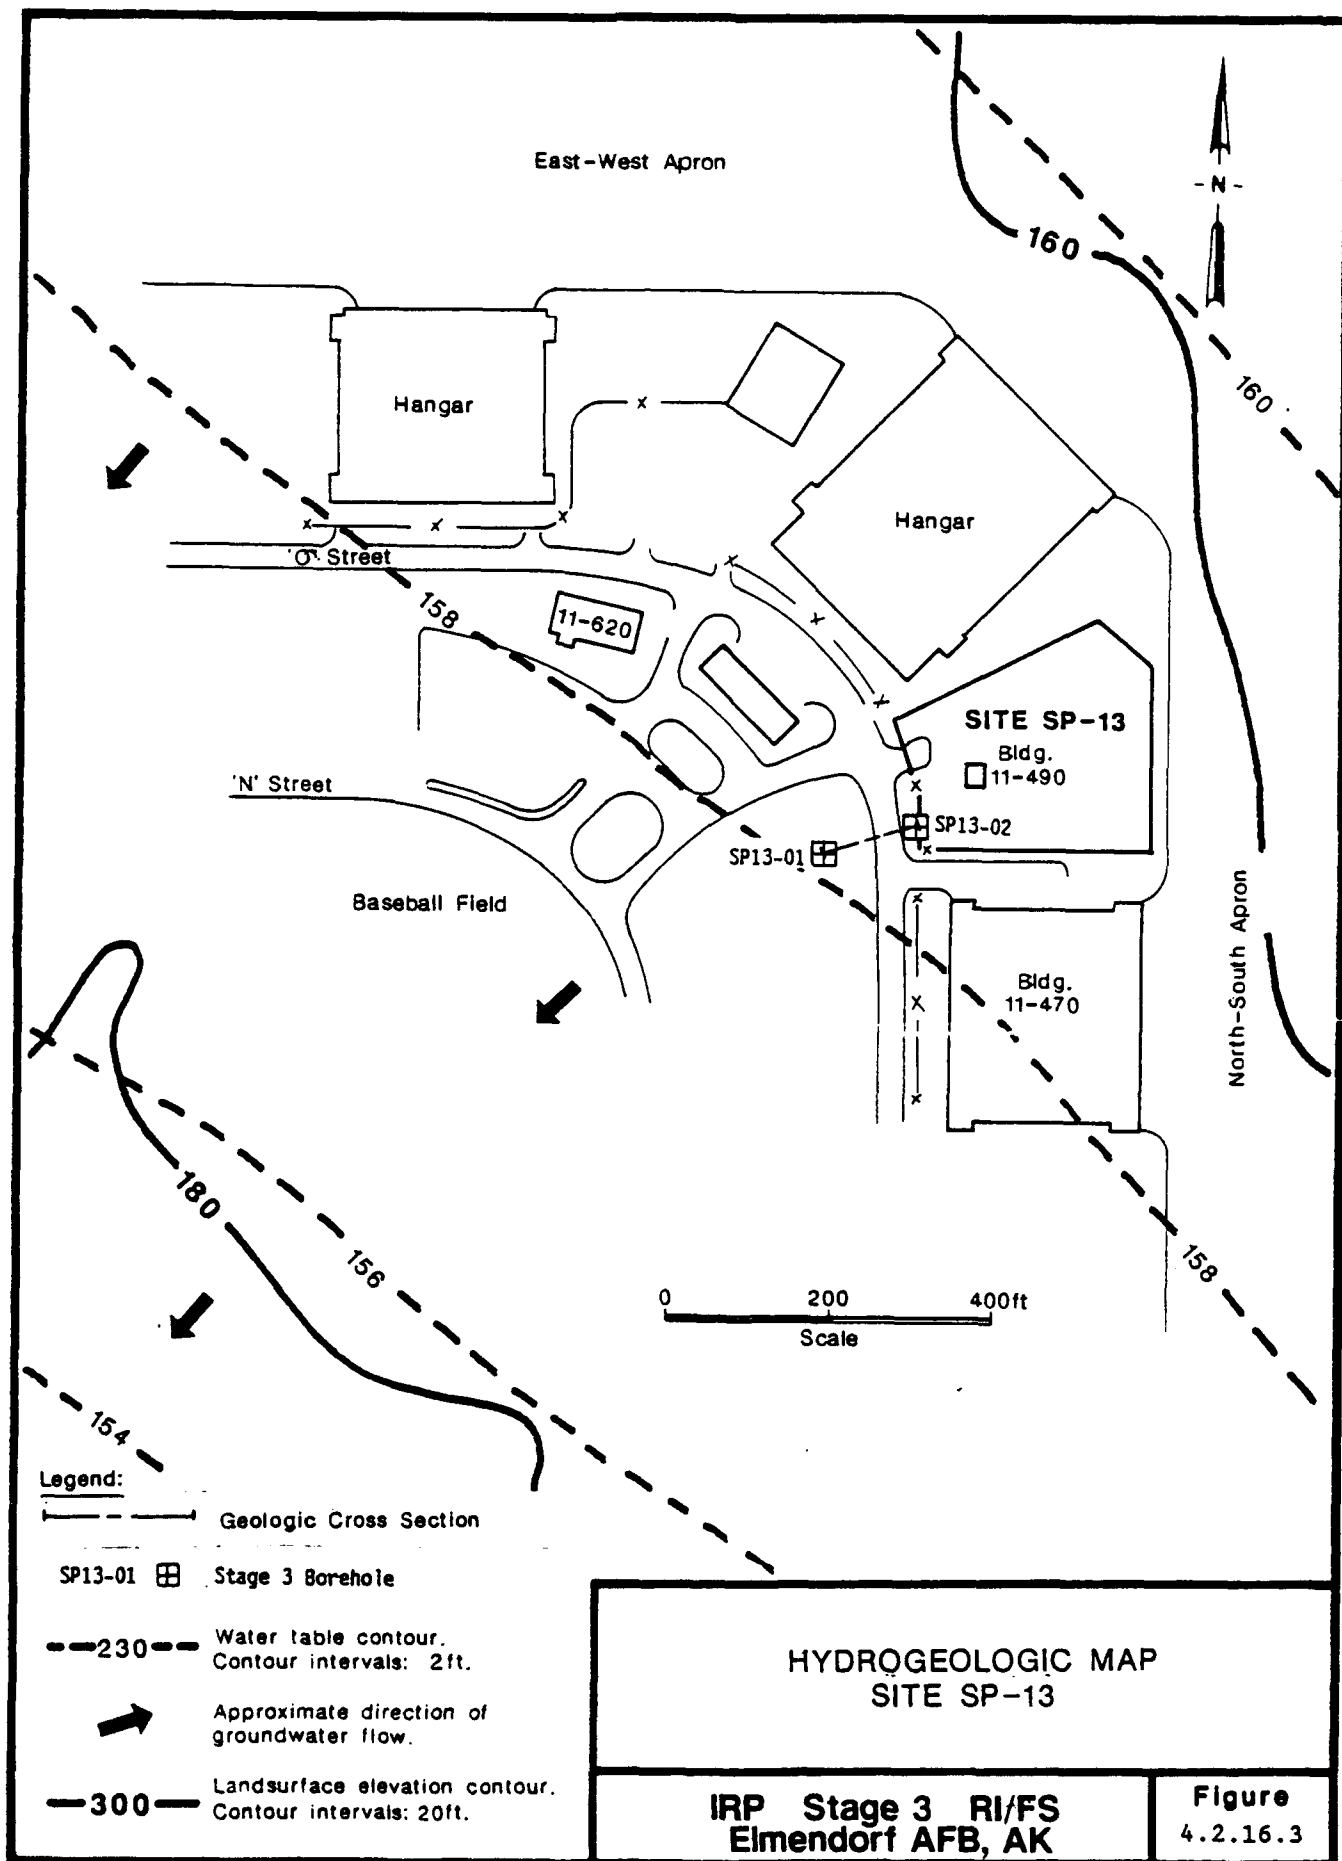 East-West Apron
- N -
160
Hangar
160
Hangar
'O' Street
158
11-620
SITE SP-13
Bldg.
11-490
'N' Street
SP13-02
SP13-01
Baseball Field
North-South Apron
Bldg.
11-470
180
156
158
0 200 400ft
Scale
154
Legend:
Geologic Cross Section
SP13-01 Stage 3 Borehole
230 Water table contour.
Contour intervals: 2ft.
Approximate direction of
groundwater flow.
300 Landsurface elevation contour.
Contour intervals: 20ft.
HYDROGEOLOGIC MAP
SITE SP-13
IRP Stage 3 RI/FS
Elmendorf AFB, AK
Figure
4.2.16.3